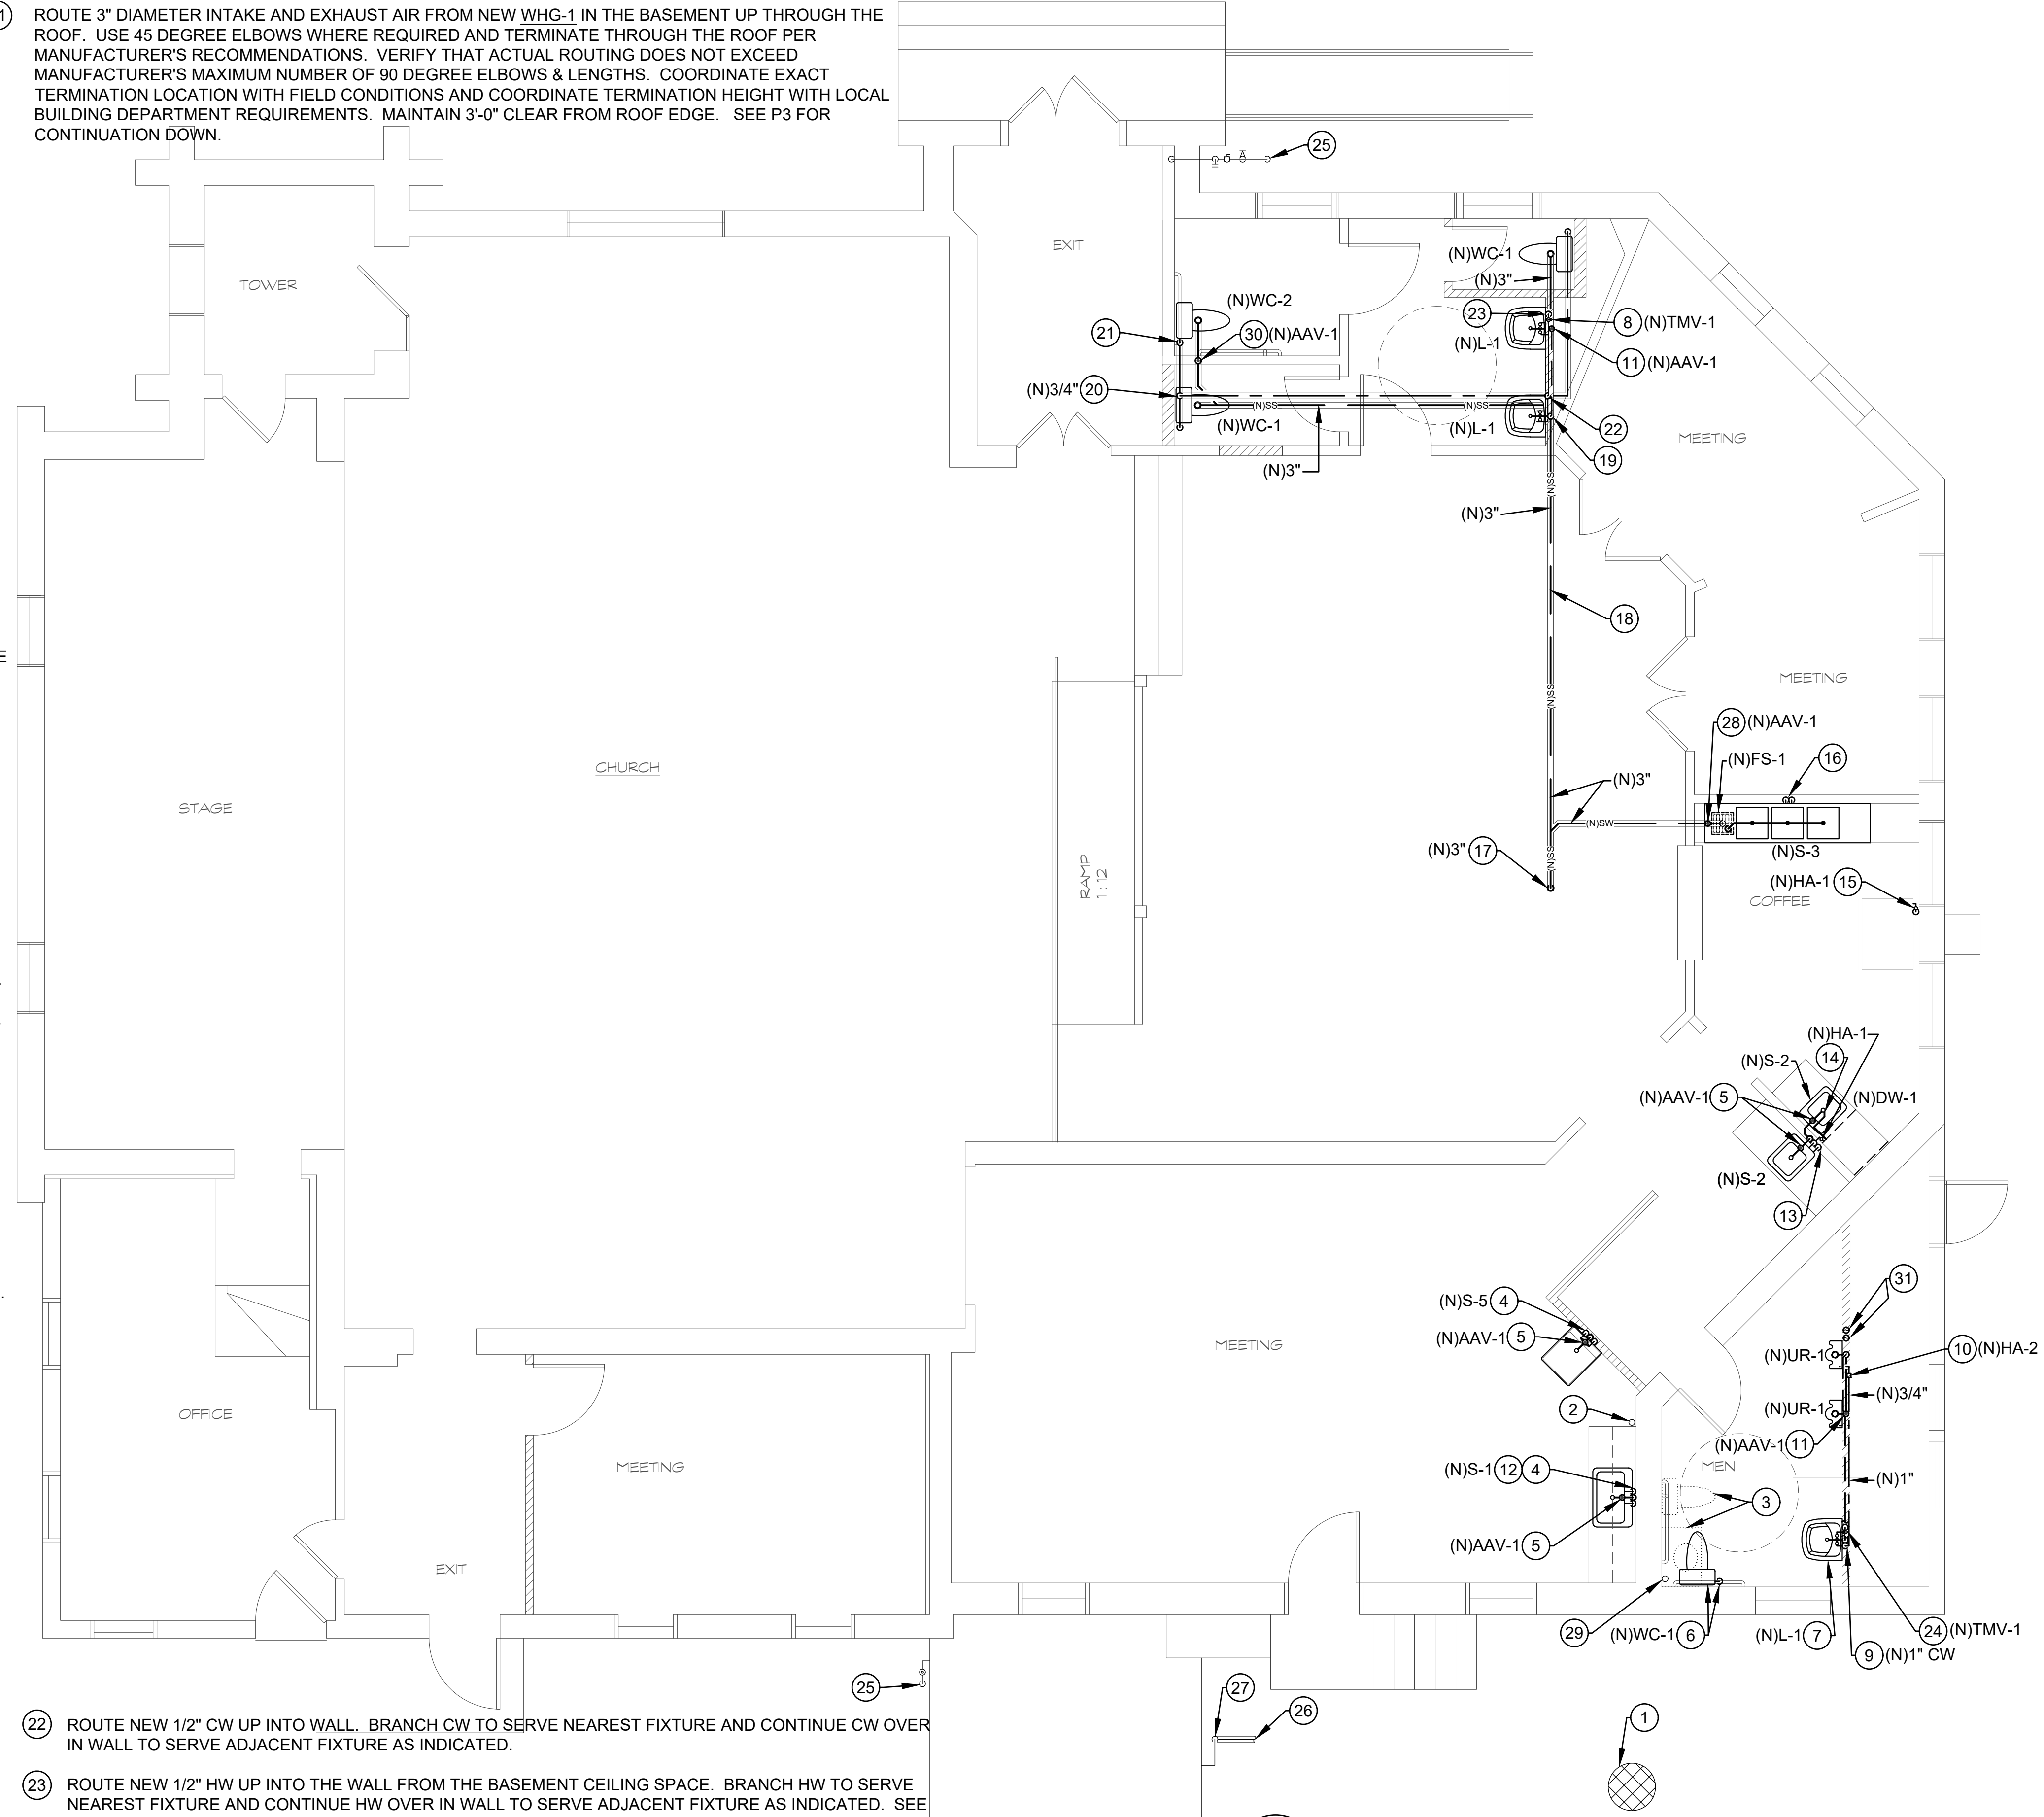 1 ROUTE 3" DIAMETER INTAKE AND EXHAUST AIR FROM NEW WHG-1 IN THE BASEMENT UP THROUGH THE
ROOF. USE 45 DEGREE ELBOWS WHERE REQUIRED AND TERMINATE THROUGH THE ROOF PER
MANUFACTURER'S RECOMMENDATIONS. VERIFY THAT ACTUAL ROUTING DOES NOT EXCEED
MANUFACTURER'S MAXIMUM NUMBER OF 90 DEGREE ELBOWS & LENGTHS. COORDINATE EXACT
TERMINATION LOCATION WITH FIELD CONDITIONS AND COORDINATE TERMINATION HEIGHT WITH LOCAL
BUILDING DEPARTMENT REQUIREMENTS. MAINTAIN 3'-0" CLEAR FROM ROOF EDGE. SEE P3 FOR
CONTINUATION DOWN.
25
EXIT
TOWER
(N)WC-1
(N)3"
(N)WC-2
23
8 (N)TMV-1
21
30 (N)AAV-1
(N)L-1
11 (N)AAV-1
(N)3/4" 20
(N)SS
(N)SS
(N)WC-1
(N)L-1
22
MEETING
19
(N)3"
(N)SS
(N)3"
18
E
(N)SS
MEETING
28 (N)AAV-1
(N)FS-1
16
CHURCH
(N)3"
STAGE
(N)SW
(N)SS
(N)3" 17
(N)S-3
RAMP
1:12
(N)HA-1 15
COFFEE
(N)HA-1
14
(N)S-2
(N)AAV-1 5
(N)DW-1
(N)S-2
13
31
(N)S-5 4
(N)AAV-1 5
MEETING
(N)UR-1
10 (N)HA-2
(N)3/4"
2
(N)UR-1
OFFICE
(N)AAV-1 11
MEETING
MEN
(N)S-1 12 4
(N)1"
3
(N)AAV-1 5
EXIT
29
(N)WC-1 6
(N)L-1 7
24 (N)TMV-1
9 (N)1" CW
25
27
26
1
22 ROUTE NEW 1/2" CW UP INTO WALL. BRANCH CW TO SERVE NEAREST FIXTURE AND CONTINUE CW OVER
IN WALL TO SERVE ADJACENT FIXTURE AS INDICATED.
23 ROUTE NEW 1/2" HW UP INTO THE WALL FROM THE BASEMENT CEILING SPACE. BRANCH HW TO SERVE
NEAREST FIXTURE AND CONTINUE HW OVER IN WALL TO SERVE ADJACENT FIXTURE AS INDICATED. SEE